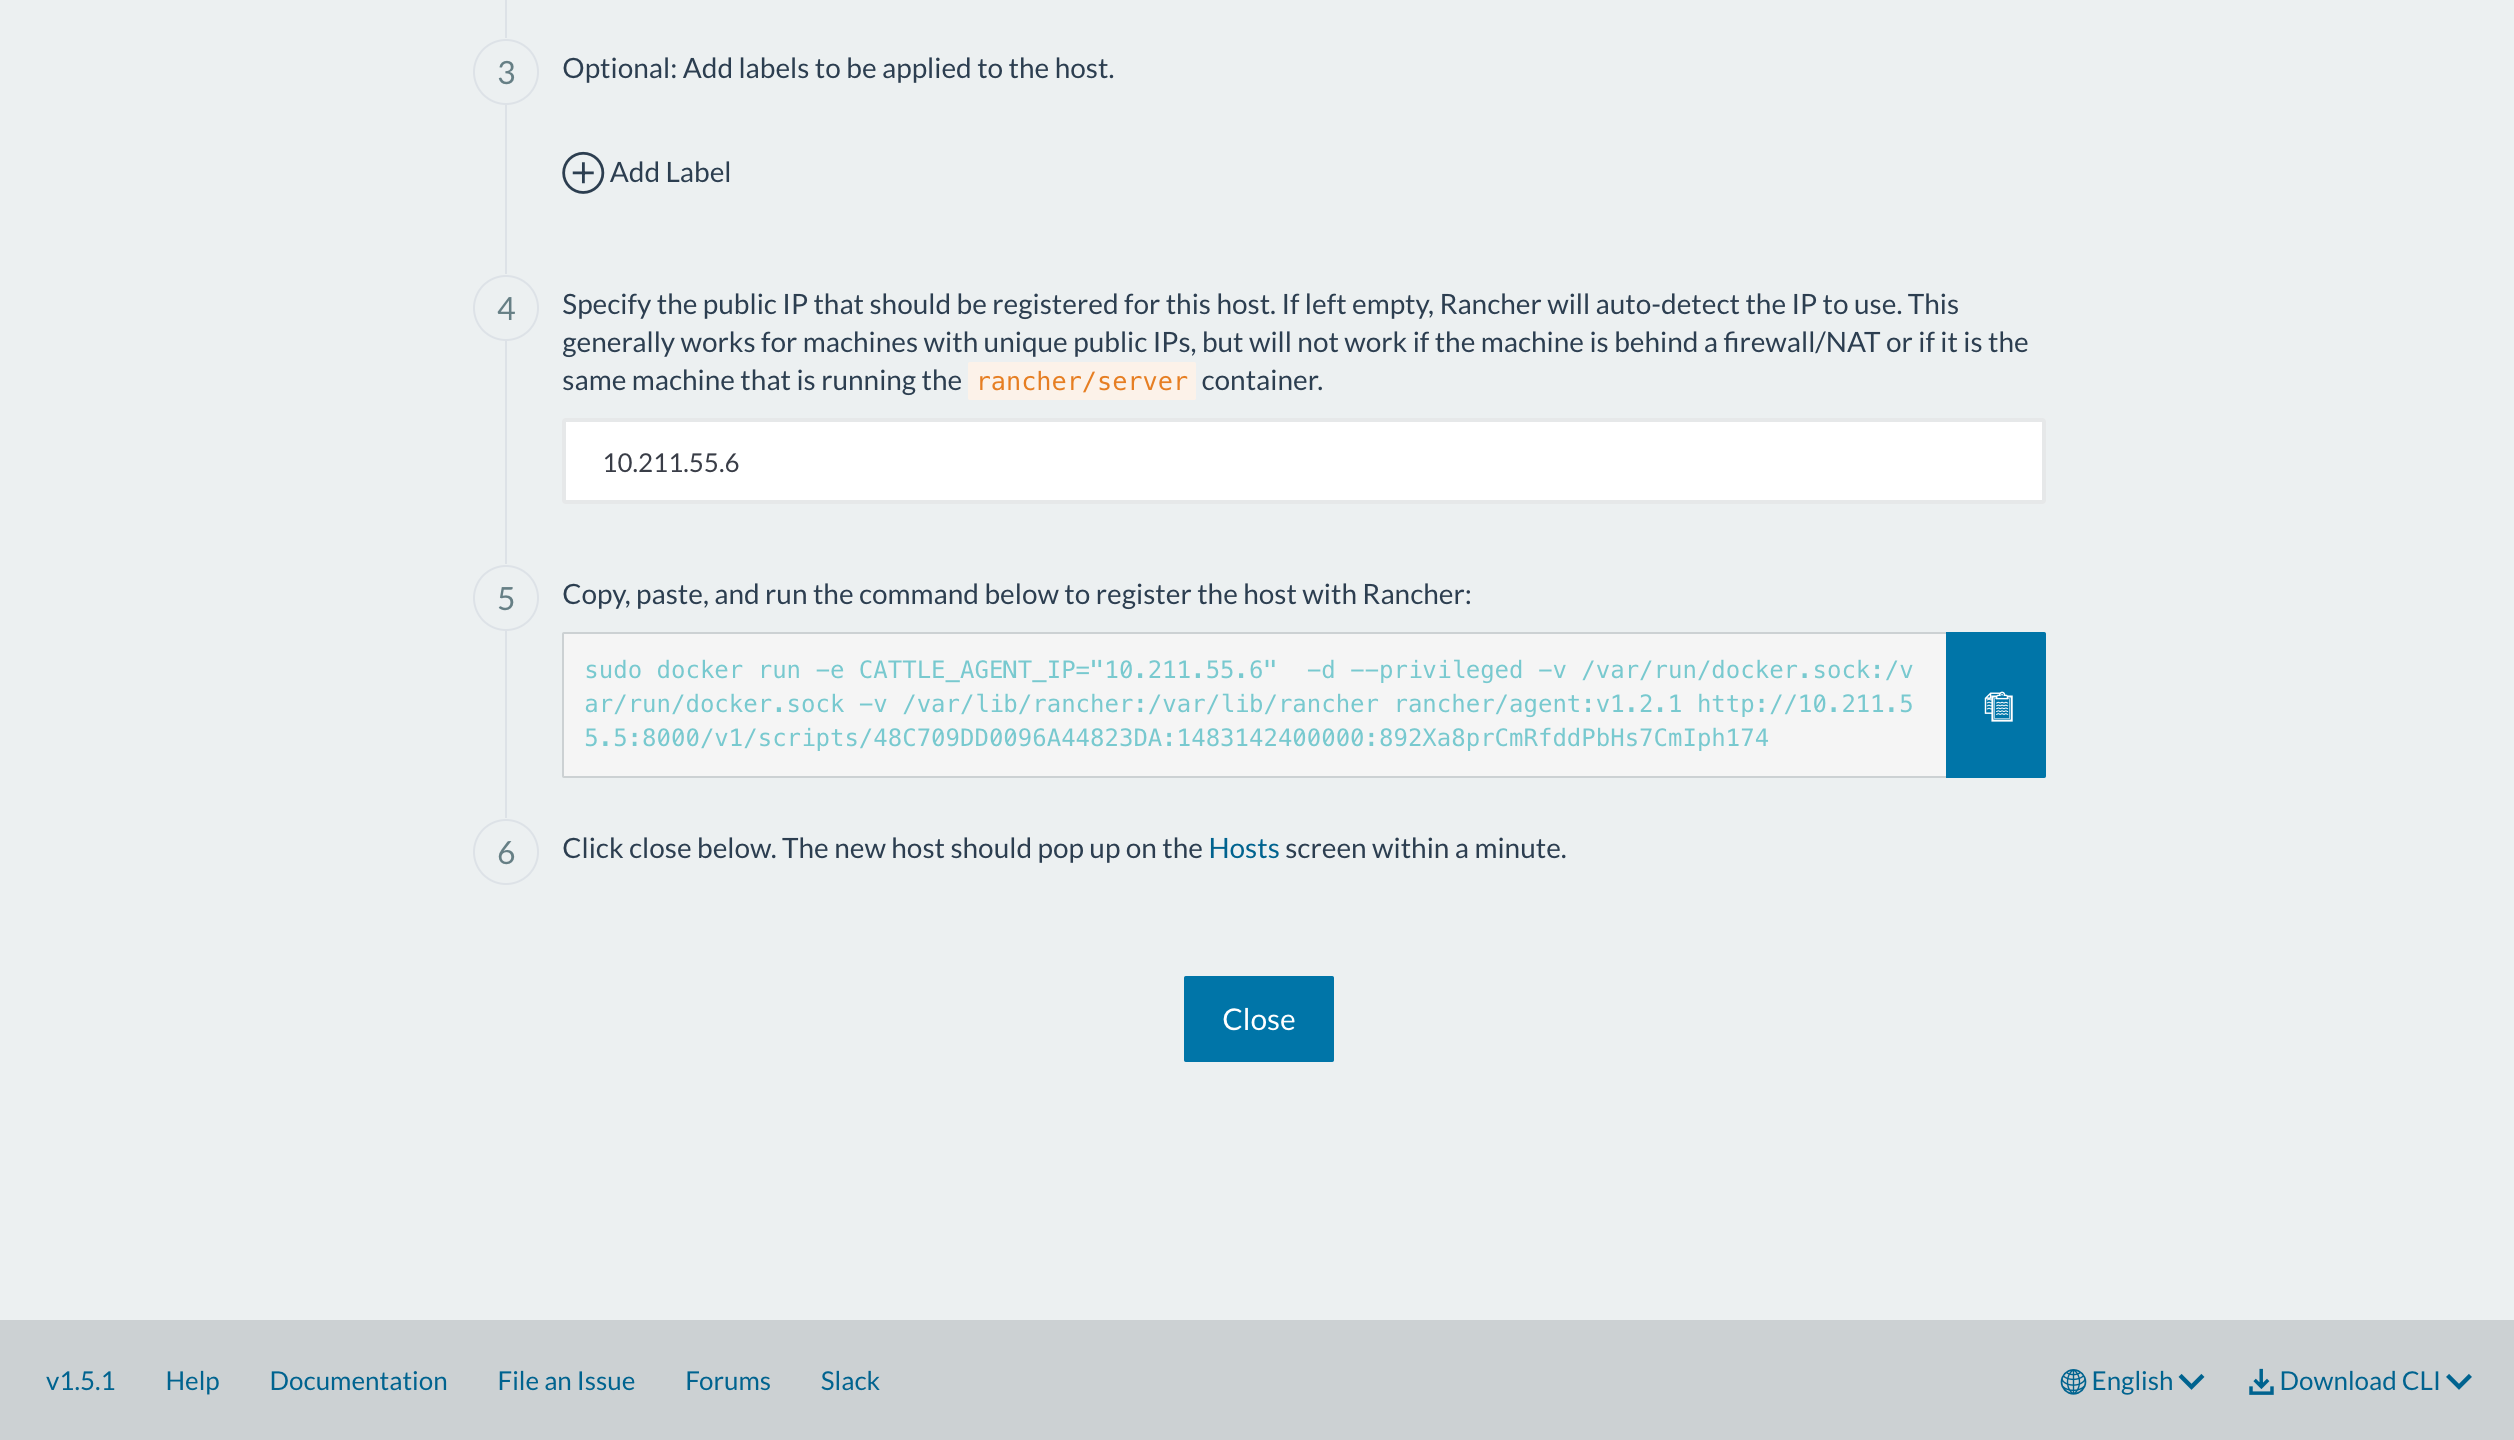 3
Optional: Add labels to be applied to the host.
Add Label
4
Specify the public IP that should be registered for this host. If left empty, Rancher will auto-detect the IP to use. This
generally works for machines with unique public IPs, but will not work if the machine is behind a firewall/NAT or if it is the
same machine that is running the rancher/server container.
10.211.55.6
5
Copy, paste, and run the command below to register the host with Rancher:
sudo docker run -e CATTLE_AGENT_IP="10.211.55.6"  -d --privileged -v /var/run/docker.sock:/v
ar/run/docker.sock -v /var/lib/rancher:/var/lib/rancher rancher/agent:v1.2.1 http://10.211.5
5.5:8000/v1/scripts/48C709DD0096A44823DA:1483142400000:892Xa8prCmRfddPbHs7CmIph174
6
Click close below. The new host should pop up on the Hosts screen within a minute.
Close
v1.5.1 Help Documentation File an Issue Forums Slack English Download CLI